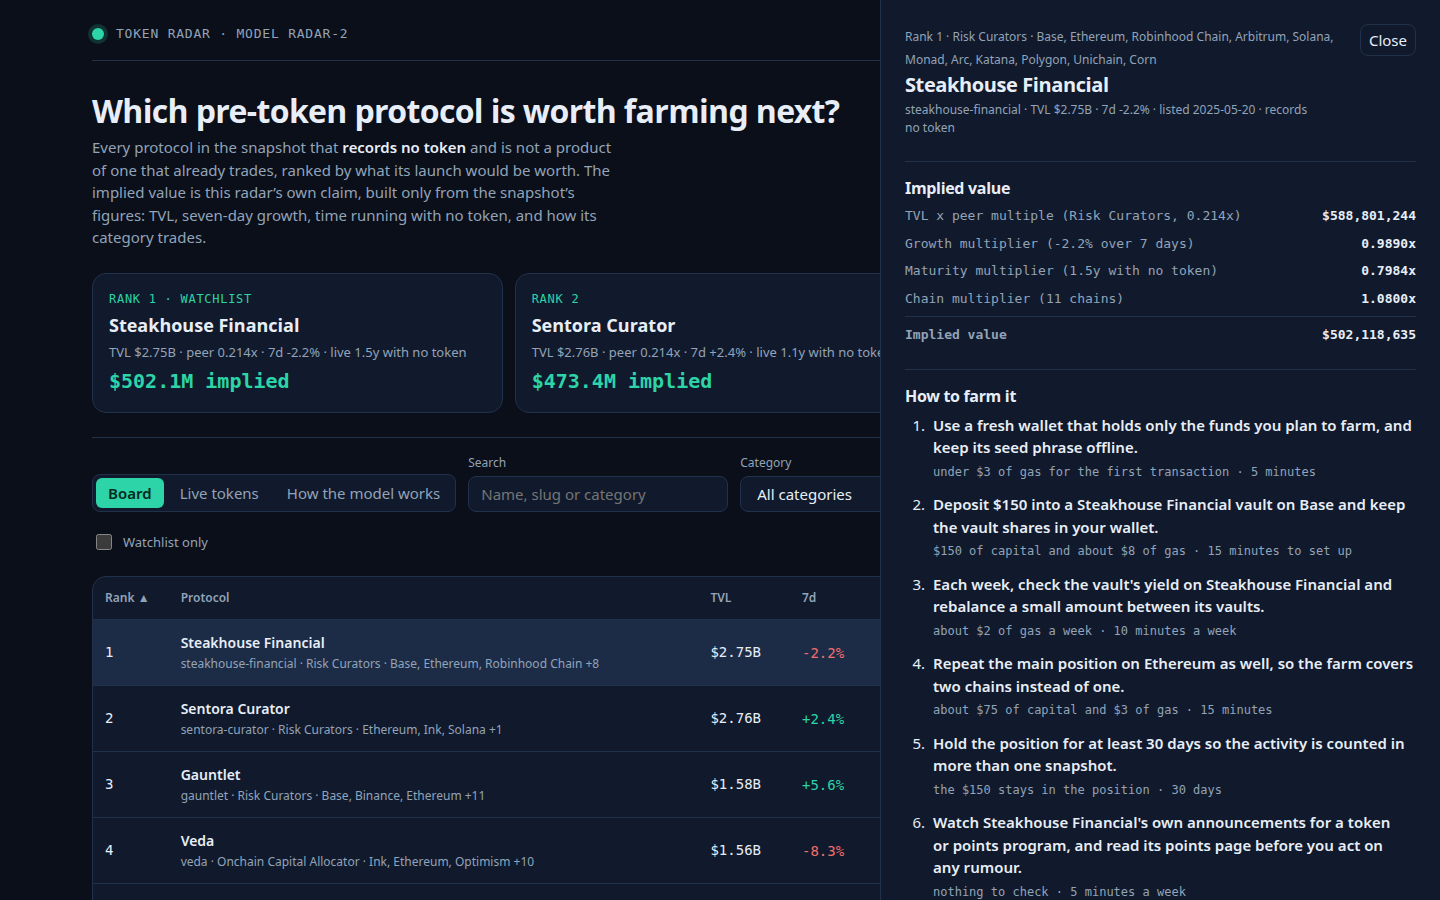 TOKEN RADAR · MODEL RADAR-2
Which pre-token protocol is worth farming next?
Every protocol in the snapshot that records no token and is not a product
of one that already trades, ranked by what its launch would be worth. The
implied value is this radar's own claim, built only from the snapshot's
figures: TVL, seven-day growth, time running with no token, and how its
category trades.
RANK 1 · WATCHLIST
Steakhouse Financial
TVL $2.75B · peer 0.214x · 7d -2.2% · live 1.5y with no token
$502.1M implied
RANK 2
Sentora Curator
TVL $2.76B · peer 0.214x · 7d +2.4% · live 1.1y with no toke
$473.4M implied
Board
Live tokens
How the model works
Search
Name, slug or category
Category
All categories
Watchlist only
Rank ▲ Protocol TVL 7d
1 Steakhouse Financial $2.75B -2.2%
steakhouse-financial · Risk Curators · Base, Ethereum, Robinhood Chain +8
2 Sentora Curator $2.76B +2.4%
sentora-curator · Risk Curators · Ethereum, Ink, Solana +1
3 Gauntlet $1.58B +5.6%
gauntlet · Risk Curators · Base, Binance, Ethereum +11
4 Veda $1.56B -8.3%
veda · Onchain Capital Allocator · Ink, Ethereum, Optimism +10
Rank 1 · Risk Curators · Base, Ethereum, Robinhood Chain, Arbitrum, Solana,
Monad, Arc, Katana, Polygon, Unichain, Corn
Close
Steakhouse Financial
steakhouse-financial · TVL $2.75B · 7d -2.2% · listed 2025-05-20 · records
no token
Implied value
TVL x peer multiple (Risk Curators, 0.214x) $588,801,244
Growth multiplier (-2.2% over 7 days) 0.9890x
Maturity multiplier (1.5y with no token) 0.7984x
Chain multiplier (11 chains) 1.0800x
Implied value $502,118,635
How to farm it
1. Use a fresh wallet that holds only the funds you plan to farm, and
keep its seed phrase offline.
under $3 of gas for the first transaction · 5 minutes
2. Deposit $150 into a Steakhouse Financial vault on Base and keep
the vault shares in your wallet.
$150 of capital and about $8 of gas · 15 minutes to set up
3. Each week, check the vault's yield on Steakhouse Financial and
rebalance a small amount between its vaults.
about $2 of gas a week · 10 minutes a week
4. Repeat the main position on Ethereum as well, so the farm covers
two chains instead of one.
about $75 of capital and $3 of gas · 15 minutes
5. Hold the position for at least 30 days so the activity is counted in
more than one snapshot.
the $150 stays in the position · 30 days
6. Watch Steakhouse Financial's own announcements for a token
or points program, and read its points page before you act on
any rumour.
nothing to check · 5 minutes a week